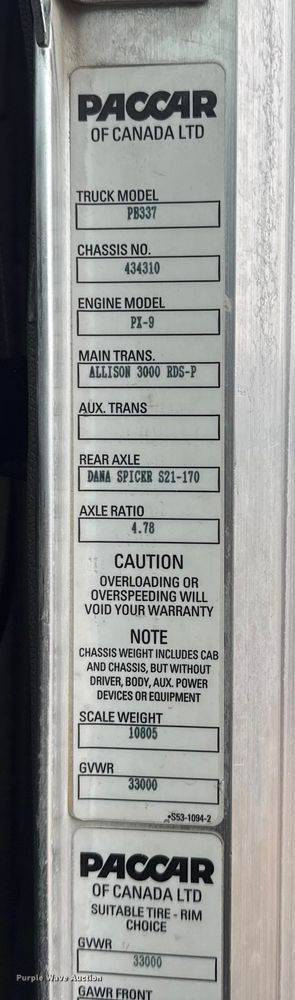 PACCAR
OF CANADA LTD
TRUCK MODEL
PB337
CHASSIS NO.
434310
ENGINE MODEL
PX-9
MAIN TRANS.
ALLISON 3000 RDS-P
AUX. TRANS
REAR AXLE
DANA SPICER S21-170
AXLE RATIO
4.78
CAUTION
OVERLOADING OR
OVERSPEEDING WILL
VOID YOUR WARRANTY
NOTE
CHASSIS WEIGHT INCLUDES CAB
AND CHASSIS, BUT WITHOUT
DRIVER, BODY, AUX. POWER
DEVICES OR EQUIPMENT
SCALE WEIGHT
10805
GVWR
33000
S53-1094-2
PACCAR
OF CANADA LTD
SUITABLE TIRE - RIM
CHOICE
GVWR
33000
GAWR FRONT
Purple Wave Auction